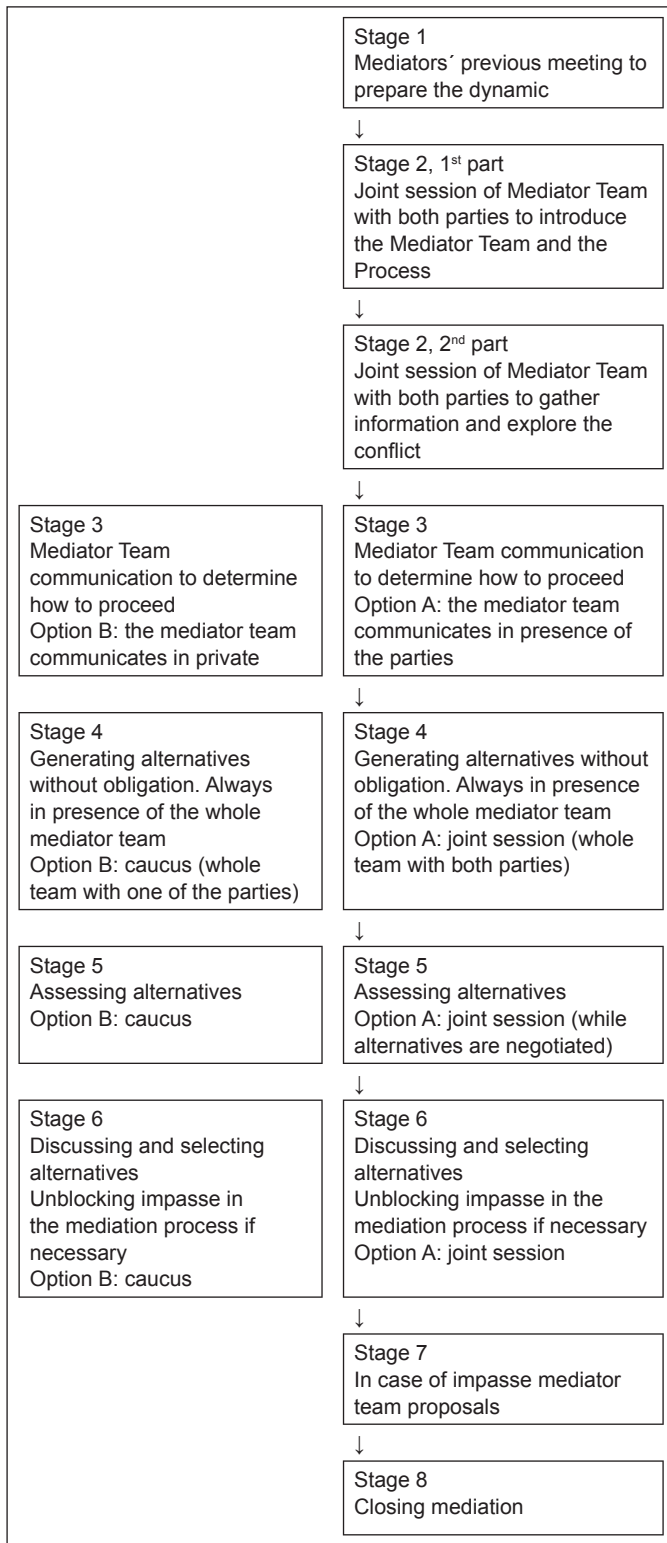 Stage 1
Mediators´ previous meeting to
prepare the dynamic
↓
Stage 2, 1st part
Joint session of Mediator Team
with both parties to introduce
the Mediator Team and the
Process
↓
Stage 2, 2nd part
Joint session of Mediator Team
with both parties to gather
information and explore the
conflict
↓
Stage 3
Mediator Team
communication to determine
how to proceed
Option B: the mediator team
communicates in private
Stage 3
Mediator Team communication
to determine how to proceed
Option A: the mediator team
communicates in presence of
the parties
↓
Stage 4
Generating alternatives
without obligation. Always
in presence of the whole
mediator team
Option B: caucus (whole
team with one of the parties)
Stage 4
Generating alternatives without
obligation. Always in presence
of the whole mediator team
Option A: joint session (whole
team with both parties)
↓
Stage 5
Assessing alternatives
Option B: caucus
Stage 5
Assessing alternatives
Option A: joint session (while
alternatives are negotiated)
↓
Stage 6
Discussing and selecting
alternatives
Unblocking impasse in
the mediation process if
necessary
Option B: caucus
Stage 6
Discussing and selecting
alternatives
Unblocking impasse in the
mediation process if necessary
Option A: joint session
↓
Stage 7
In case of impasse mediator
team proposals
↓
Stage 8
Closing mediation